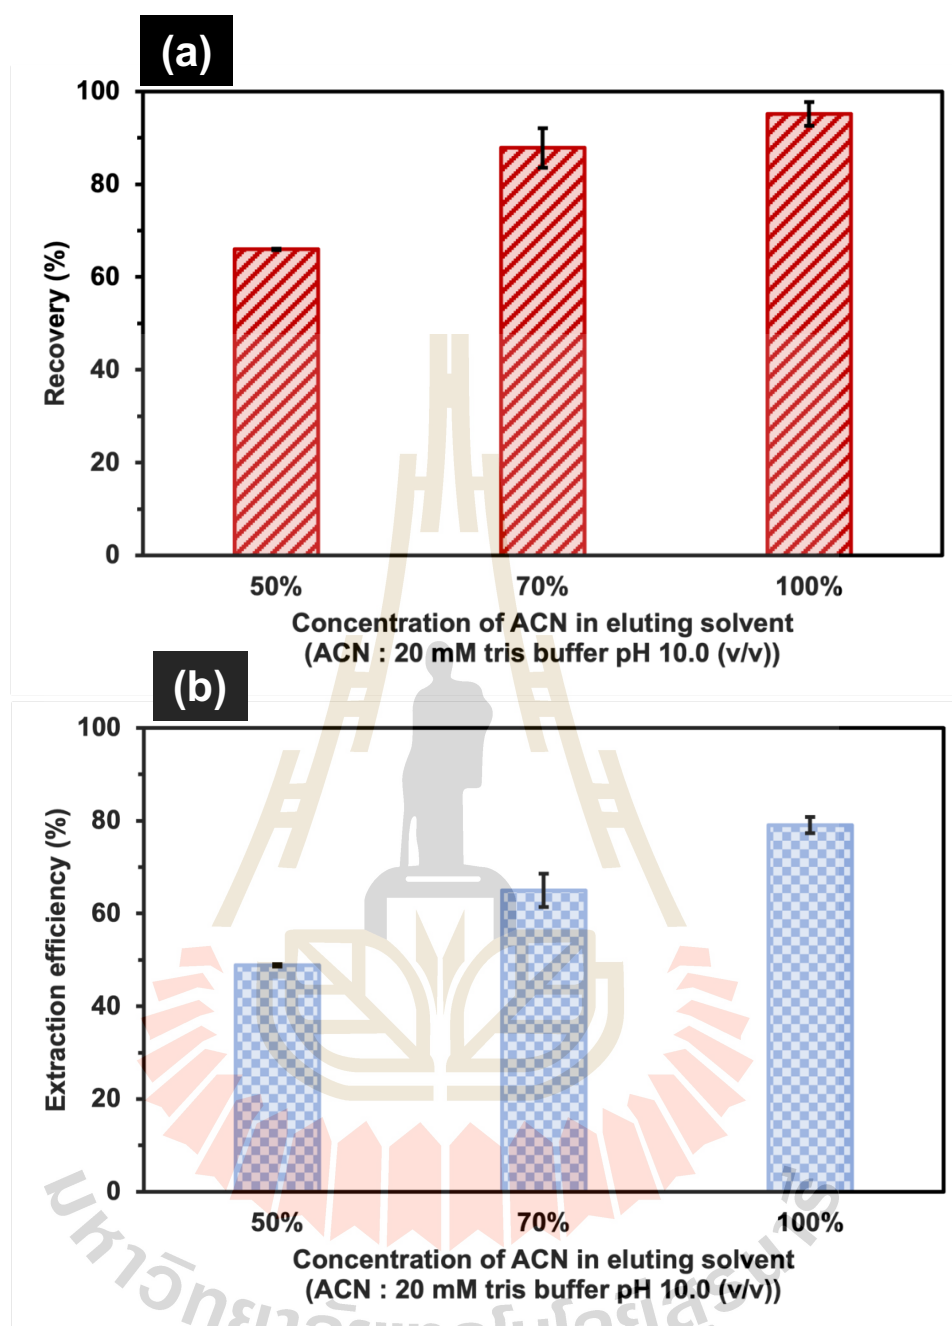 (a)
100
80
60
40
20
0
Recovery (%)
50% 70% 100%
Concentration of ACN in eluting solvent
(ACN : 20 mM tris buffer pH 10.0 (v/v))
(b)
100
80
60
40
20
0
Extraction efficiency (%)
50% 70% 100%
Concentration of ACN in eluting solvent
(ACN : 20 mM tris buffer pH 10.0 (v/v))